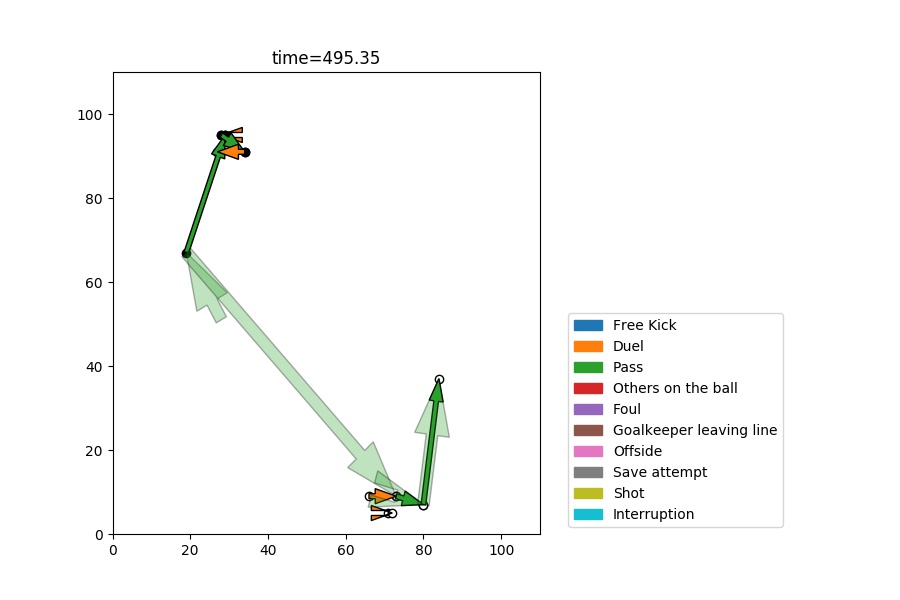 time=495.35
100
80
60
40
20
0
0 20 40 60 80 100
Free Kick
Duel
Pass
Others on the ball
Foul
Goalkeeper leaving line
Offside
Save attempt
Shot
Interruption